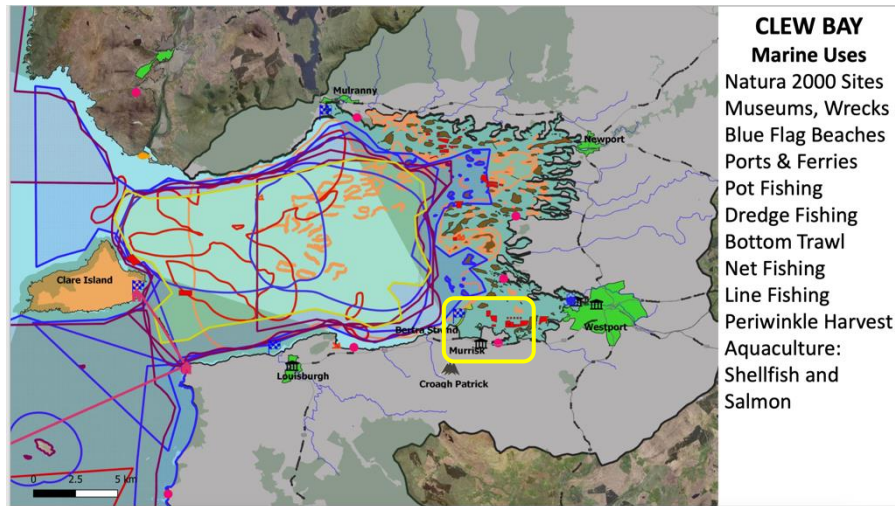 CLEW BAY
Marine Uses
Natura 2000 Sites
Museums, Wrecks
Blue Flag Beaches
Ports & Ferries
Pot Fishing
Dredge Fishing
Bottom Trawl
Net Fishing
Line Fishing
Periwinkle Harvest
Aquaculture:
Shellfish and
Salmon
Mulranny
Newport
Clare Island
Bertra Strand
Westport
Murrisk
Louisburgh
Croagh Patrick
0 2.5 5 km